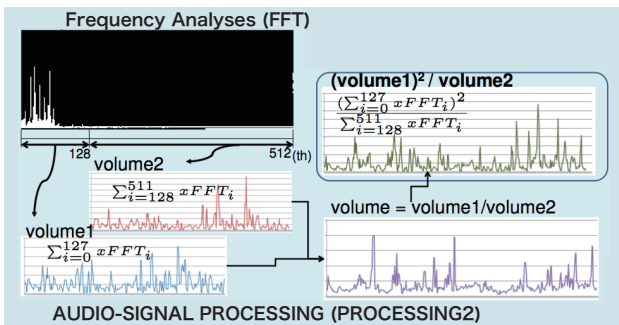 Frequency Analyses (FFT)
128
512(th)
volume2
∑_{i=128}^{511} xFFT_i
volume1
∑_{i=0}^{127} xFFT_i
(volume1)² / volume2
(∑_{i=0}^{127} xFFT_i)²
∑_{i=128}^{511} xFFT_i
volume = volume1/volume2
AUDIO-SIGNAL PROCESSING (PROCESSING2)